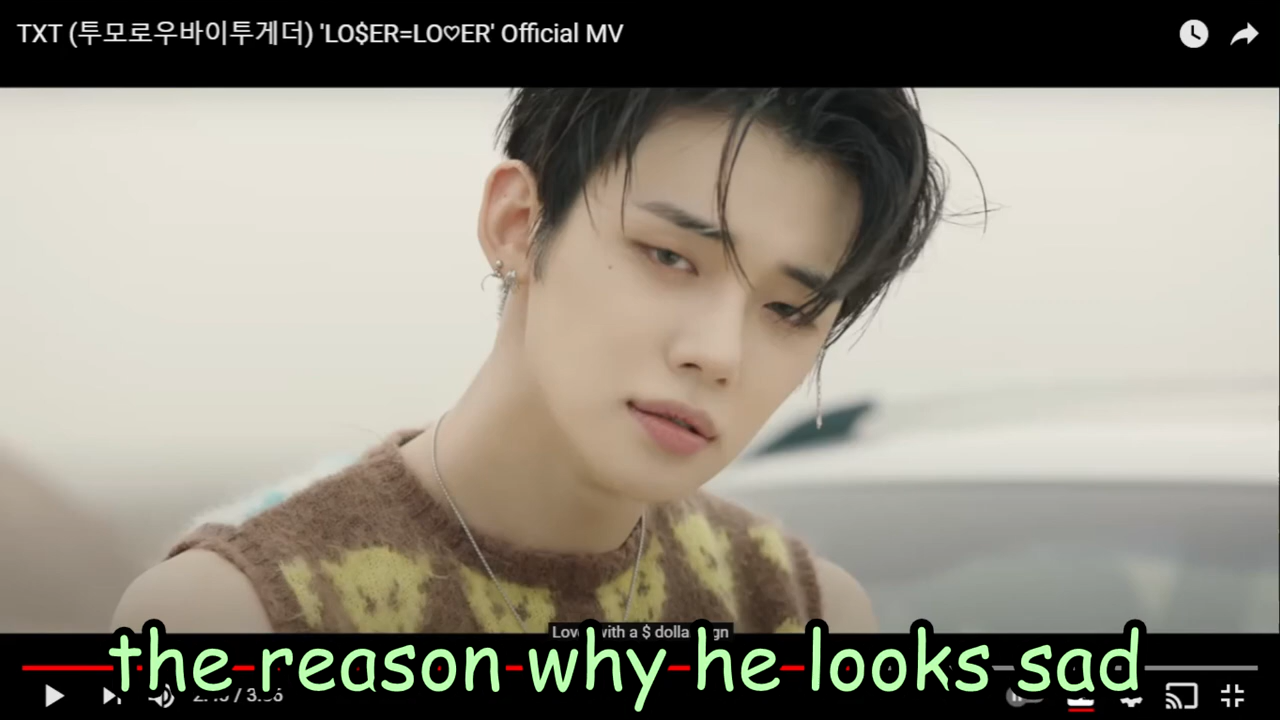 TXT (투모로우바이투게더) 'LO$ER=LO♡ER' Official MV
with a $
the reason why he looks sad